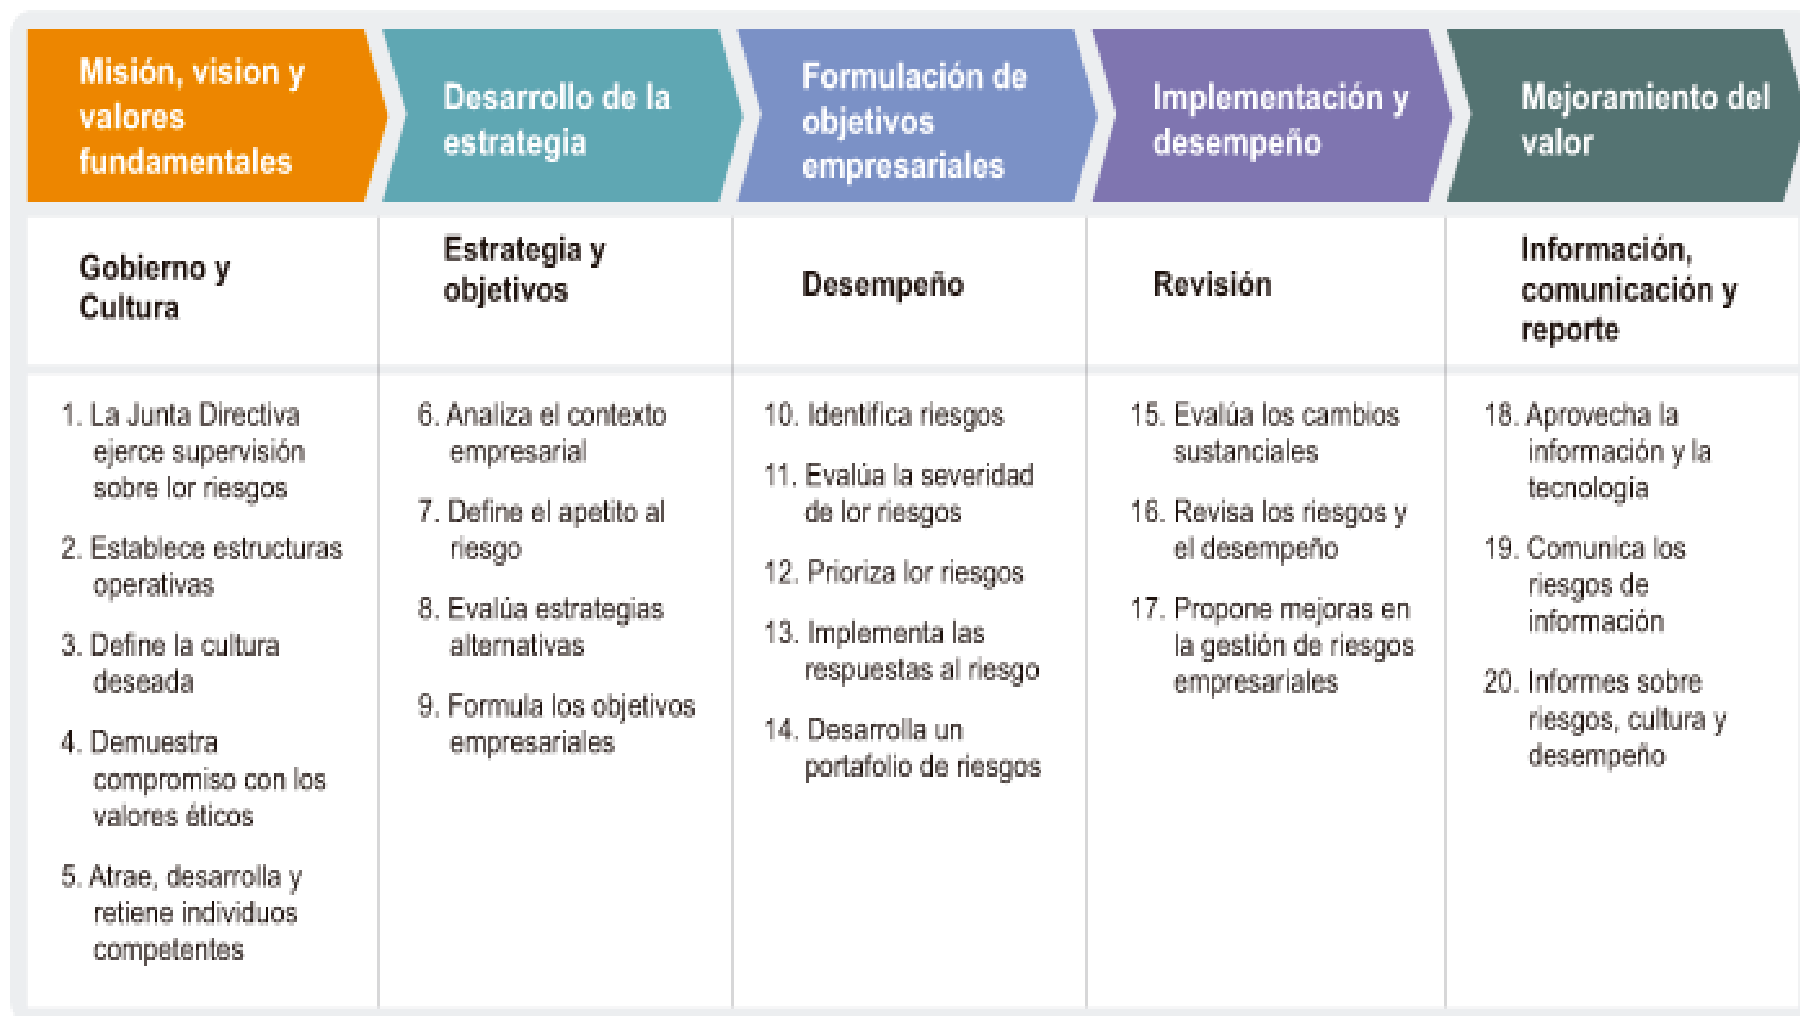 Misión, vision y
valores
fundamentales
Desarrollo de la
estrategia
Formulación de
objetivos
empresariales
Implementación y
desempeño
Mejoramiento del
valor
Gobierno y
Cultura
Estrategia y
objetivos
Desempeño
Revisión
Información,
comunicación y
reporte
1. La Junta Directiva
ejerce supervisión
sobre lor riesgos
2. Establece estructuras
operativas
3. Define la cultura
deseada
4. Demuestra
compromiso con los
valores éticos
5. Atrae, desarrolla y
retiene individuos
competentes
6. Analiza el contexto
empresarial
7. Define el apetito al
riesgo
8. Evalúa estrategias
alternativas
9. Formula los objetivos
empresariales
10. Identifica riesgos
11. Evalúa la severidad
de lor riesgos
12. Prioriza lor riesgos
13. Implementa las
respuestas al riesgo
14. Desarrolla un
portafolio de riesgos
15. Evalúa los cambios
sustanciales
16. Revisa los riesgos y
el desempeño
17. Propone mejoras en
la gestión de riesgos
empresariales
18. Aprovecha la
información y la
tecnología
19. Comunica los
riesgos de
información
20. Informes sobre
riesgos, cultura y
desempeño